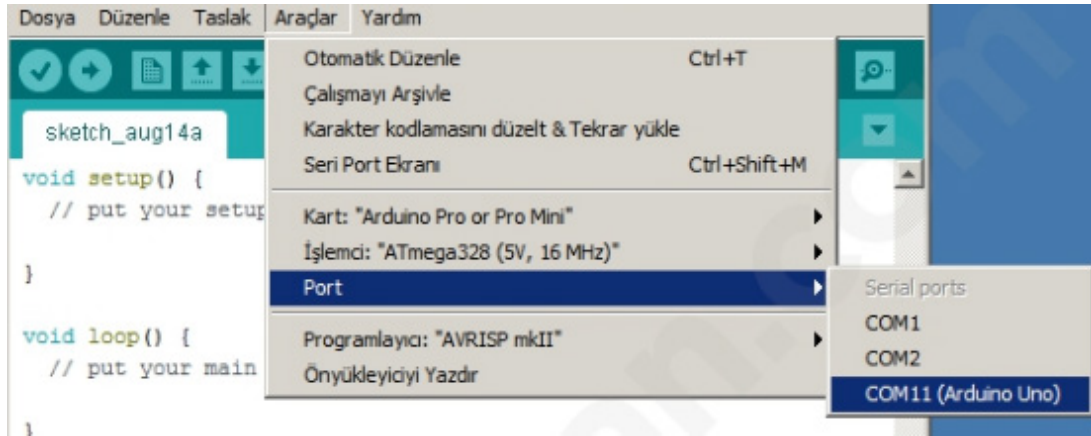 Dosya Düzenle Taslak Araçlar Yardım
sketch_aug14a
void setup() {
// put your setup
}
void loop() {
// put your main
}
Otomatik Düzenle Ctrl+T
Çalışmayı Arşivle
Karakter kodlamasını düzelt & Tekrar yükle
Seri Port Ekranı Ctrl+Shift+M
Kart: "Arduino Pro or Pro Mini"
İşlemci: "ATmega328 (5V, 16 MHz)"
Port
Programlayıcı: "AVRISP mkII"
Önyükleyiciyi Yazdır
Serial ports
COM1
COM2
COM11 (Arduino Uno)